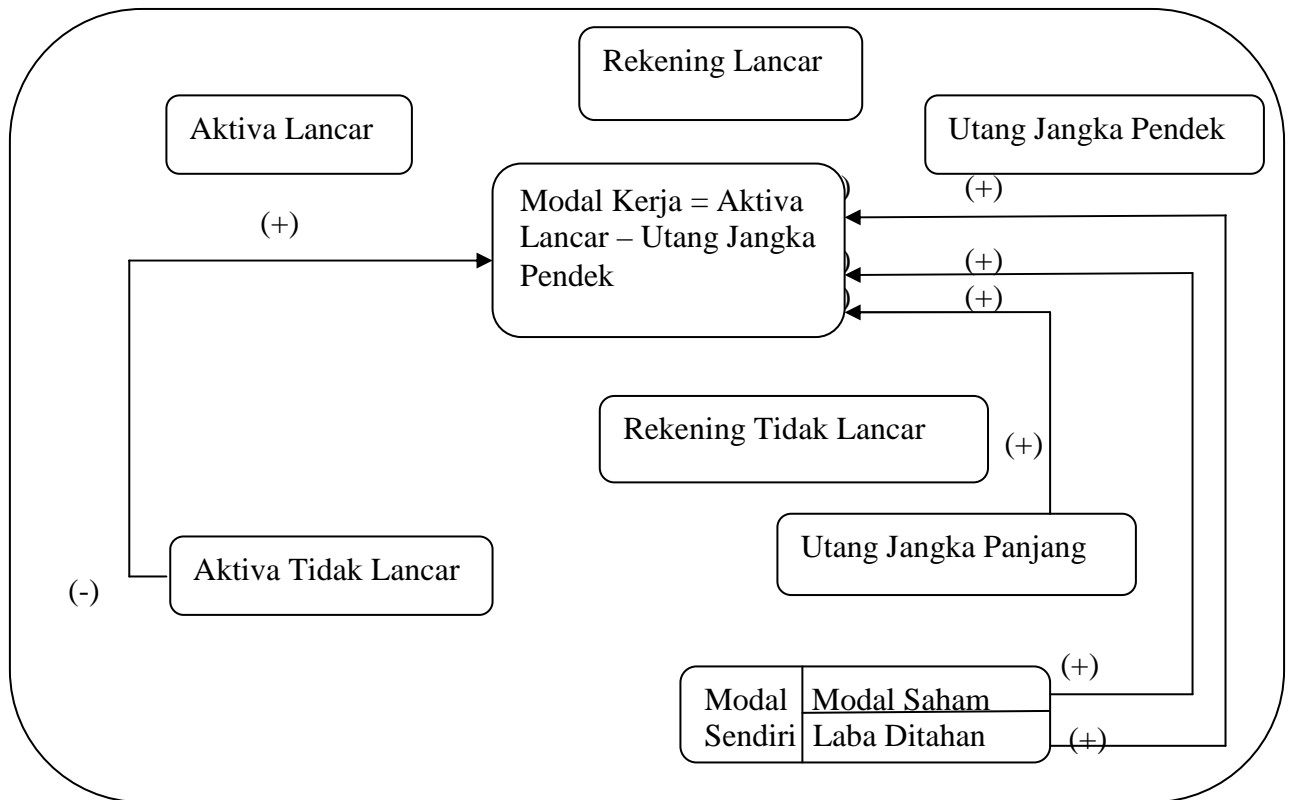 Rekening Lancar
Aktiva Lancar
Utang Jangka Pendek
(+)
Modal Kerja = Aktiva
Lancar – Utang Jangka
Pendek
)
(+)
)
(+)
)
(+)
Rekening Tidak Lancar
(+)
Utang Jangka Panjang
Aktiva Tidak Lancar
(-)
(+)
Modal
Sendiri
Modal Saham
Laba Ditahan
(+)